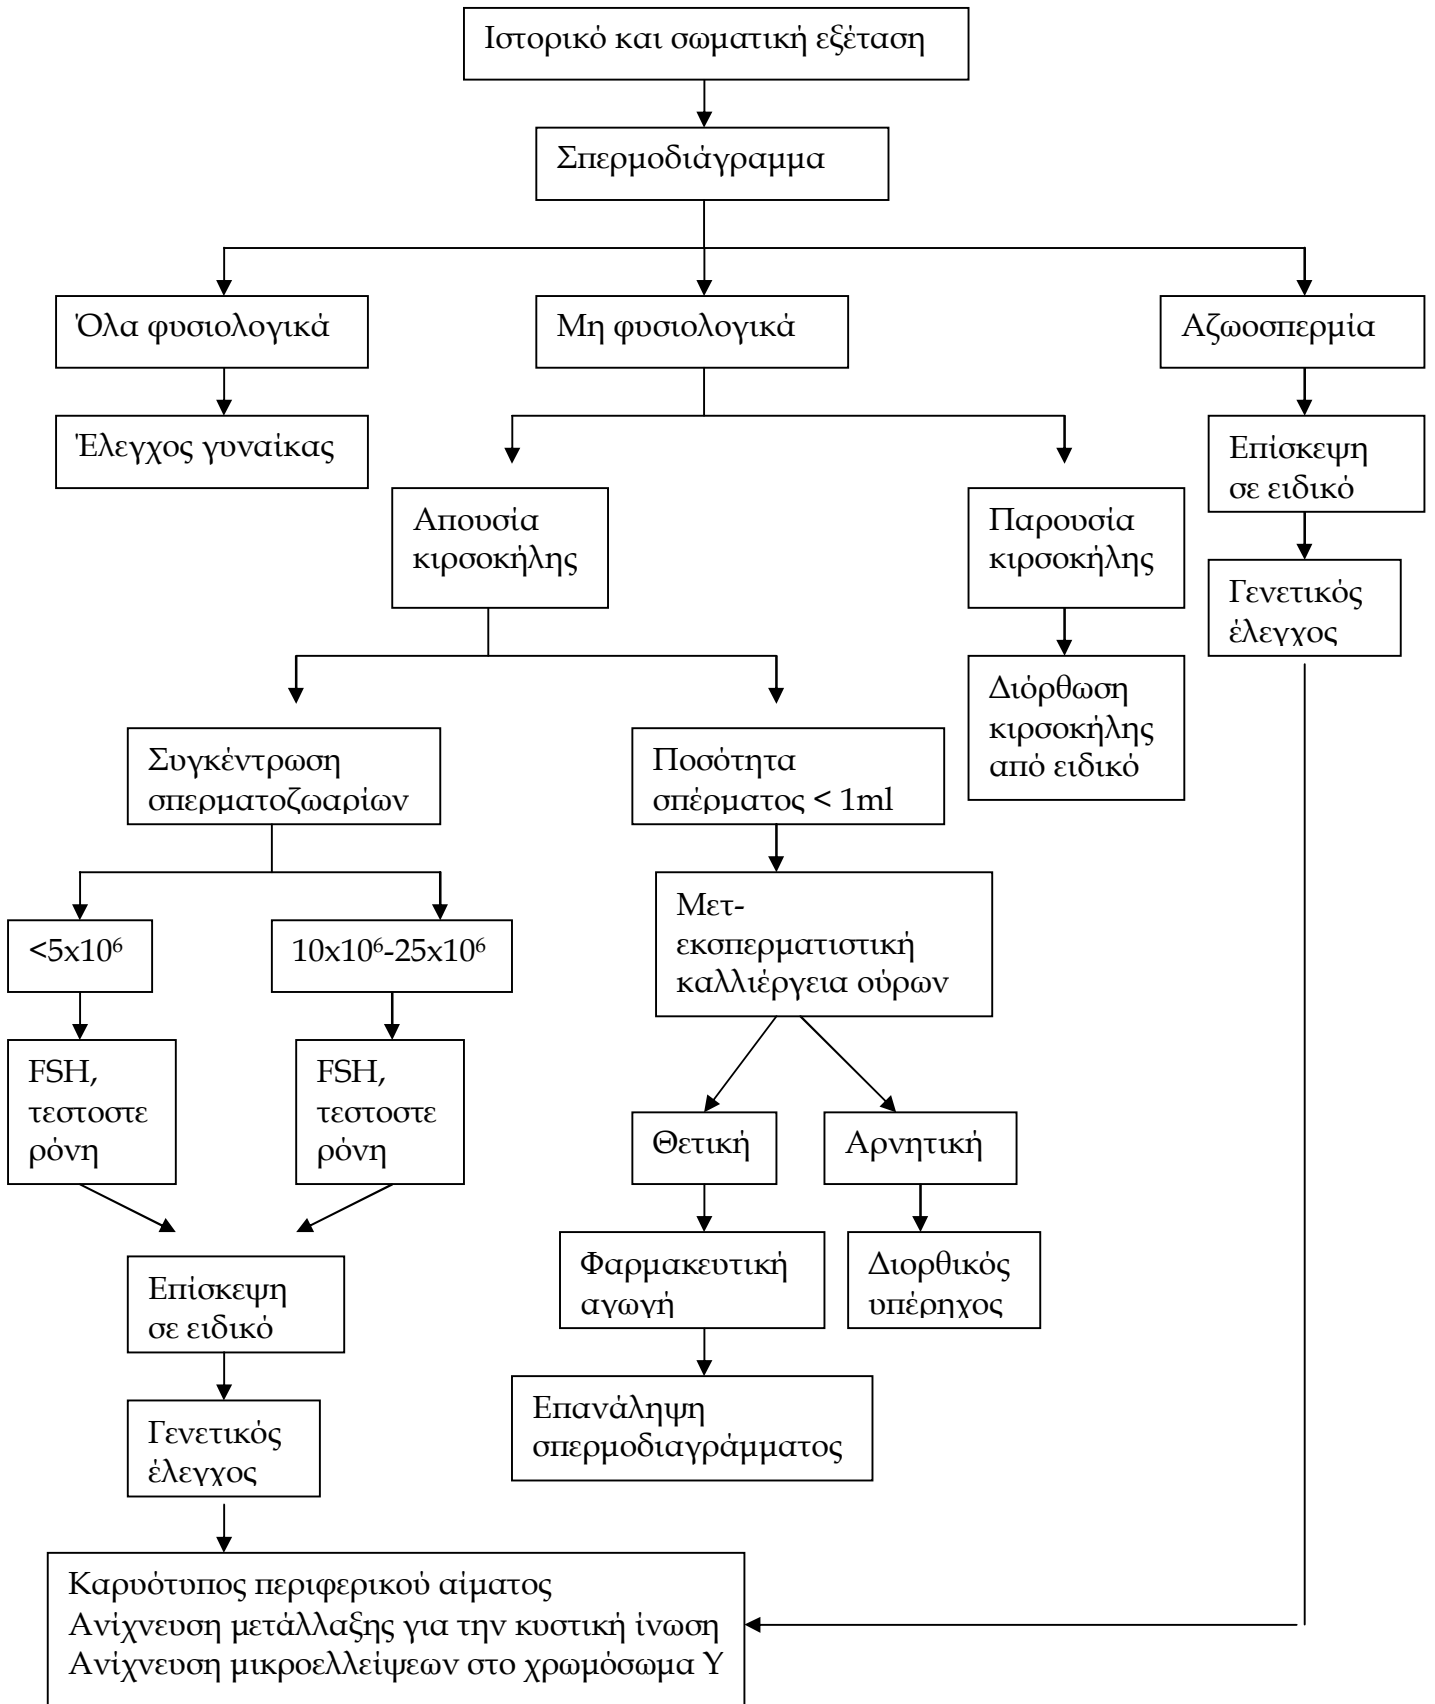 Ιστορικό και σωματική εξέταση
Σπερμοδιάγραμμα
Όλα φυσιολογικά
Μη φυσιολογικά
Αζωοσπερμία
Έλεγχος γυναίκας
Επίσκεψη
σε ειδικό
Απουσία
κιρσοκήλης
Παρουσία
κιρσοκήλης
Γενετικός
έλεγχος
Διόρθωση
κιρσοκήλης
από ειδικό
Συγκέντρωση
σπερματοζωαρίων
Ποσότητα
σπέρματος < 1ml
Μετ-
εκσπερματιστική
καλλιέργεια ούρων
<5x10⁶
10x10⁶-25x10⁶
FSH,
τεστοστε
ρόνη
FSH,
τεστοστε
ρόνη
Θετική
Αρνητική
Επίσκεψη
σε ειδικό
Φαρμακευτική
αγωγή
Διορθικός
υπέρηχος
Γενετικός
έλεγχος
Επανάληψη
σπερμοδιαγράμματος
Καρυότυπος περιφερικού αίματος
Ανίχνευση μετάλλαξης για την κυστική ίνωση
Ανίχνευση μικροελλείψεων στο χρωμόσωμα Υ